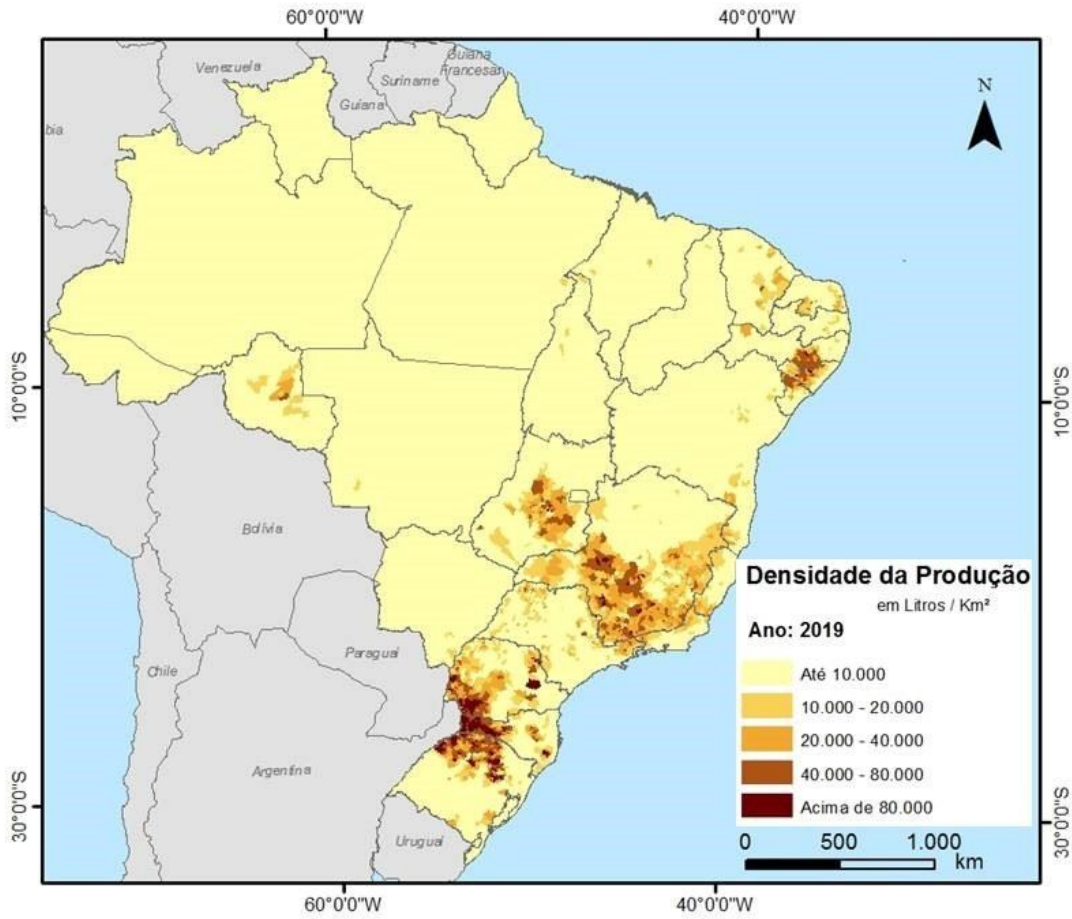 60°0'0"W
40°0'0"W
Venezuela
Guiana
Francesas
Suriname
Guiana
bia
N
10°0'0"S
10°0'0"S
Bolívia
Paraguai
Chile
Argentina
Uruguai
30°0'0"S
30°0'0"S
Densidade da Produção
em Litros / Km²
Ano: 2019
Até 10.000
10.000 - 20.000
20.000 - 40.000
40.000 - 80.000
Acima de 80.000
0 500 1.000
km
60°0'0"W
40°0'0"W